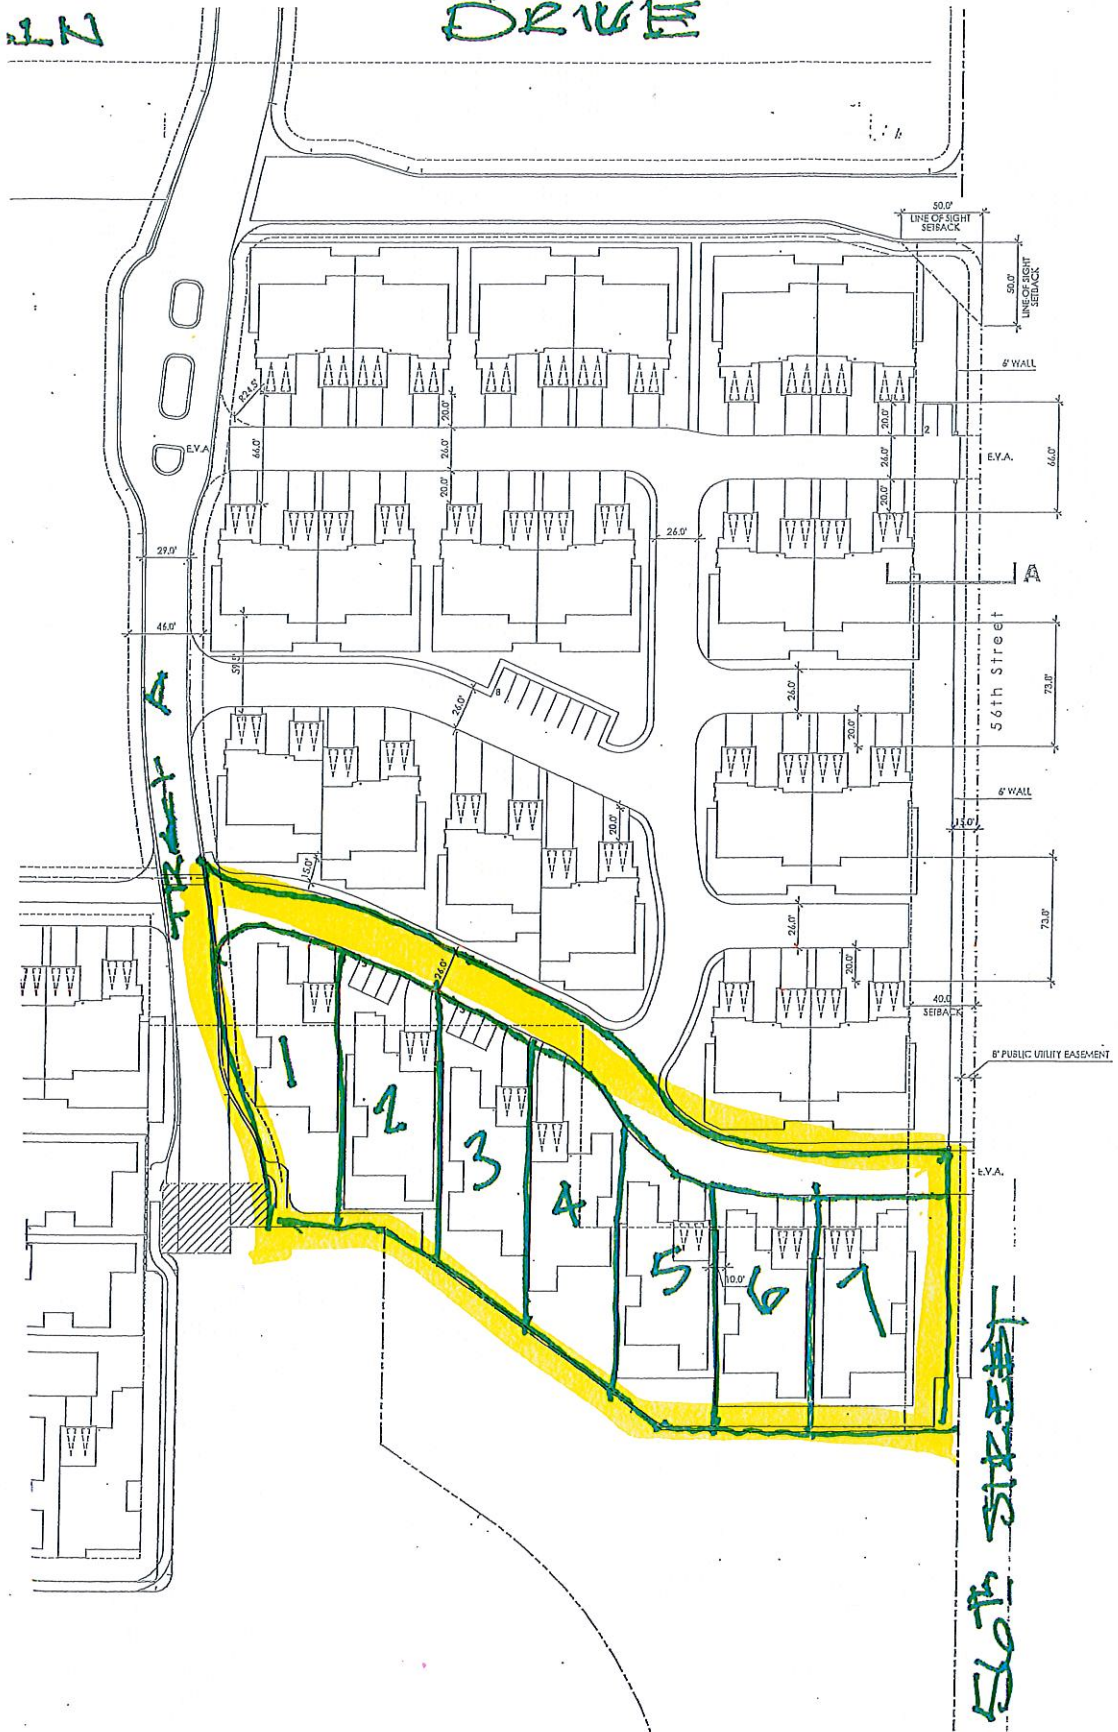 DRIVE
50.0'
LINE OF SIGHT
SETBACK
50.0'
LINE-OF SIGHT
SETBACK
6' WALL
R24.5'
20.0'
20.0'
2
E.V.A
66.0'
26.0'
26.0'
E.V.A.
66.0'
20.0'
20.0'
29.0'
26.0'
A
46.0'
56th Street
26.0'
73.0'
8
26.0'
20.0'
TRACT A
20.0'
6' WALL
15.0'
15.0'
26.0'
73.0'
26.0'
20.0'
40.0
SETBACK
8' PUBLIC UTILITY EASEMENT
1
2
3
E.V.A.
4
5
6
7
10.0'
56TH STREET